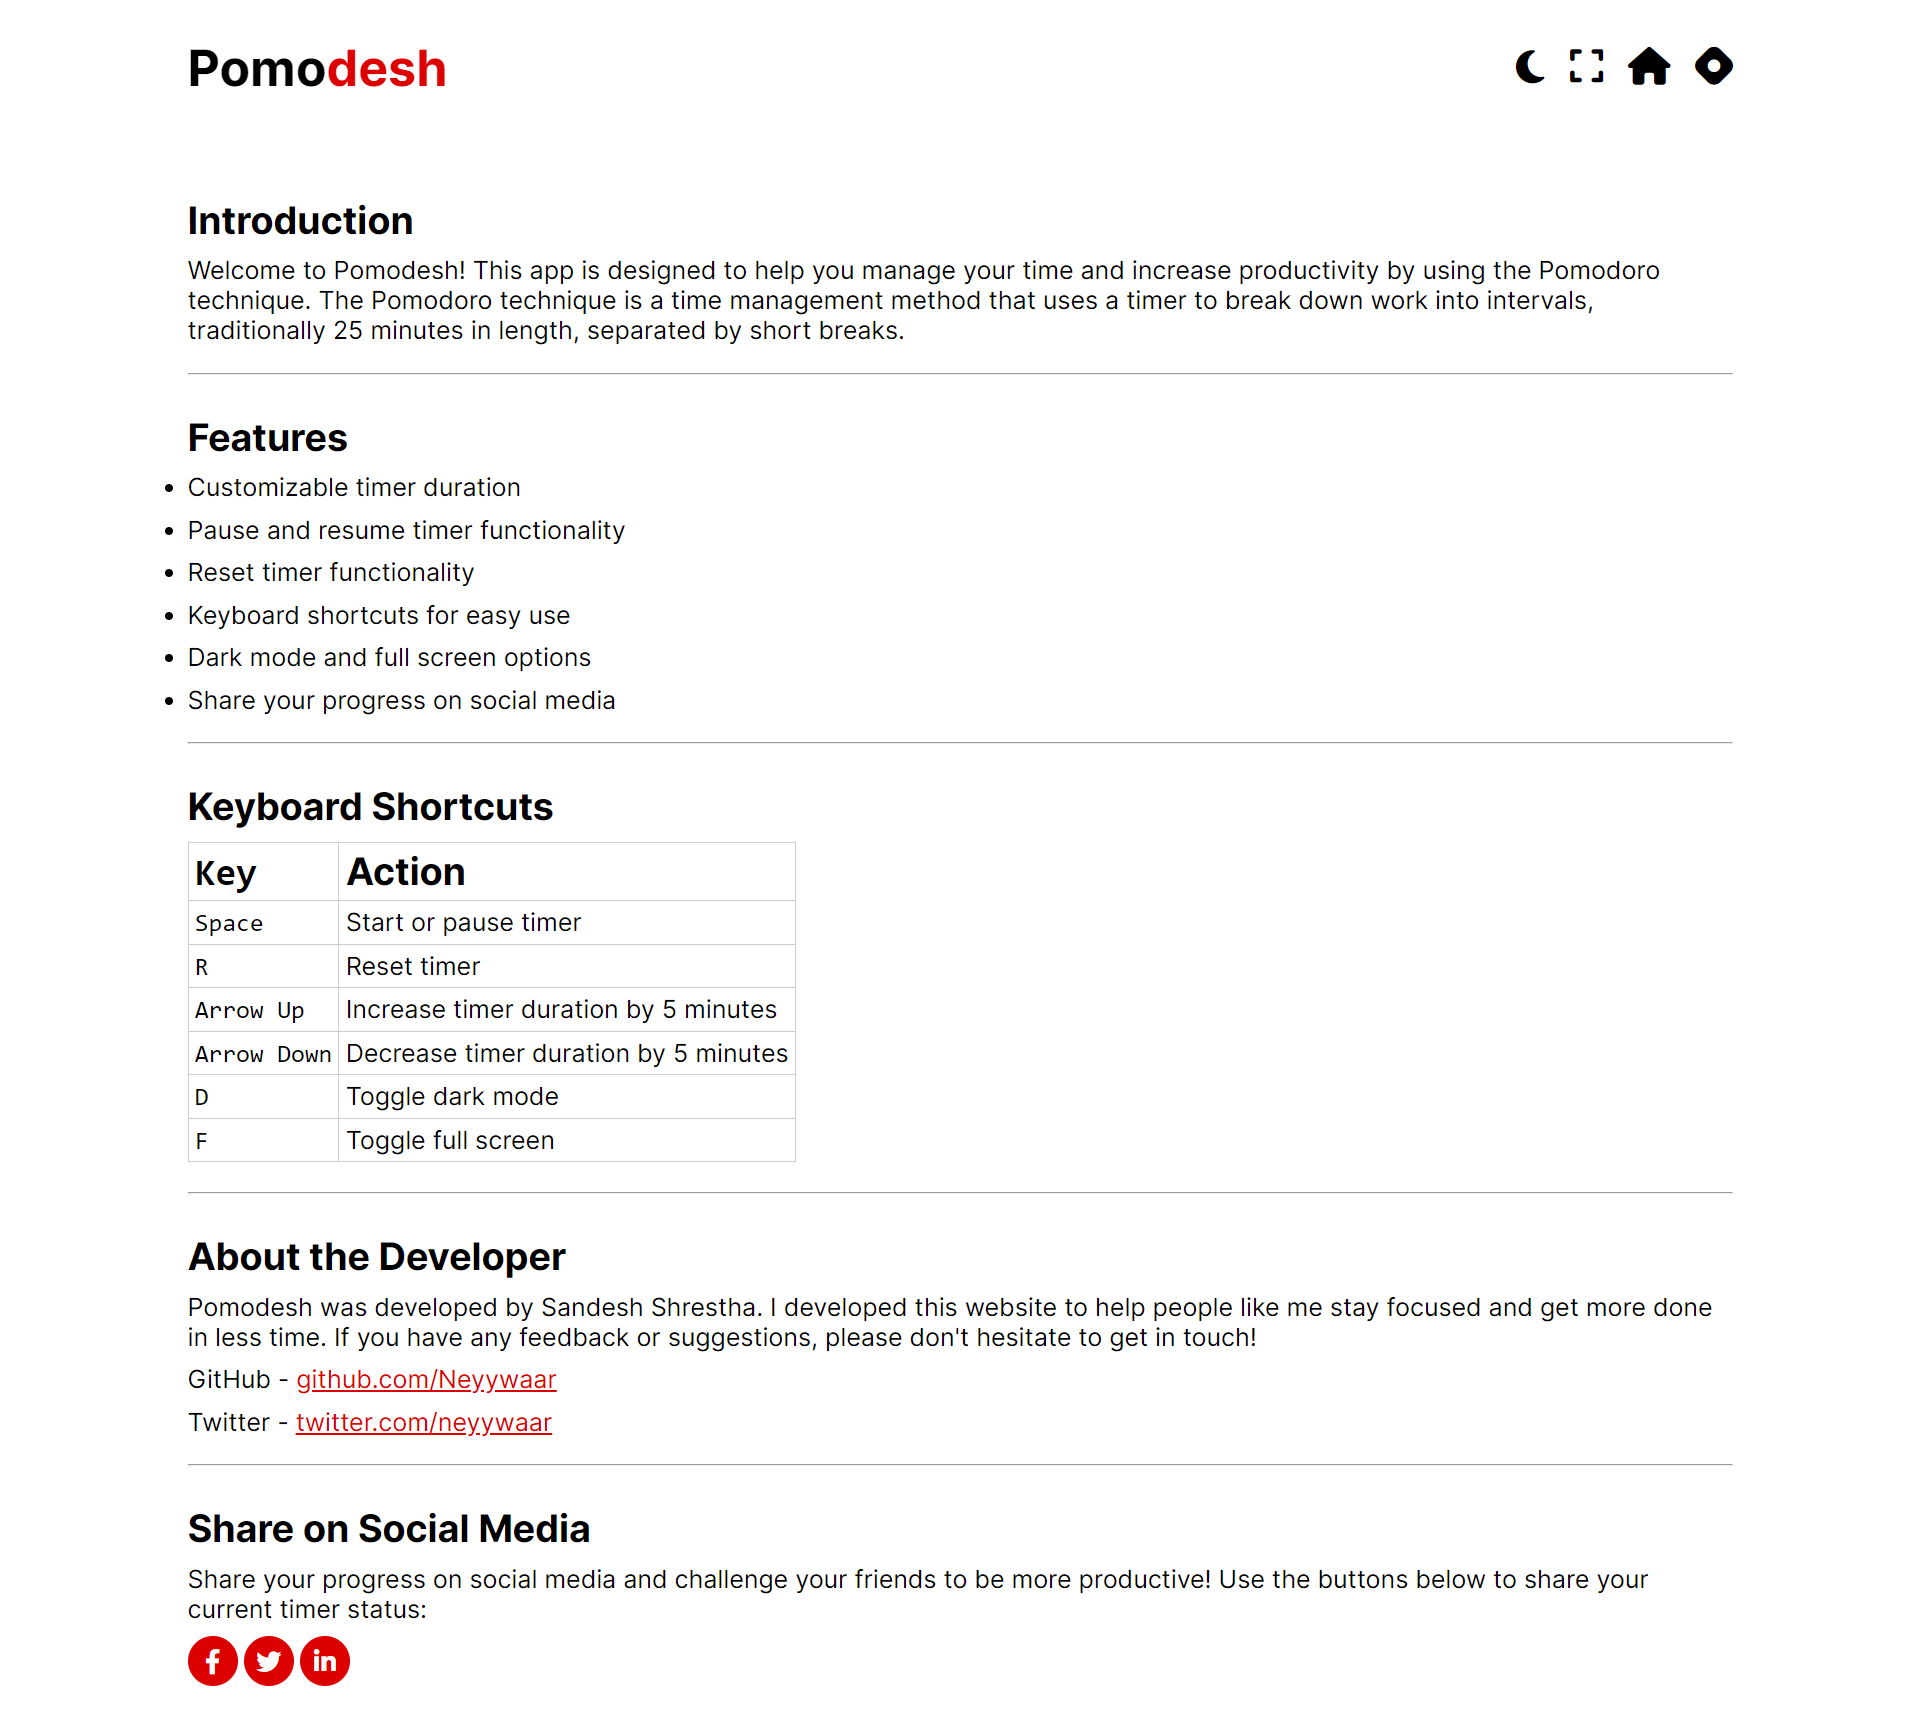 Pomodesh
Introduction
Welcome to Pomodesh! This app is designed to help you manage your time and increase productivity by using the Pomodoro
technique. The Pomodoro technique is a time management method that uses a timer to break down work into intervals,
traditionally 25 minutes in length, separated by short breaks.
Features
• Customizable timer duration
• Pause and resume timer functionality
• Reset timer functionality
• Keyboard shortcuts for easy use
• Dark mode and full screen options
• Share your progress on social media
Keyboard Shortcuts
Key Action
Space Start or pause timer
R Reset timer
Arrow Up Increase timer duration by 5 minutes
Arrow Down Decrease timer duration by 5 minutes
D Toggle dark mode
F Toggle full screen
About the Developer
Pomodesh was developed by Sandesh Shrestha. I developed this website to help people like me stay focused and get more done
in less time. If you have any feedback or suggestions, please don't hesitate to get in touch!
GitHub - github.com/Neyywaar
Twitter - twitter.com/neyywaar
Share on Social Media
Share your progress on social media and challenge your friends to be more productive! Use the buttons below to share your
current timer status: